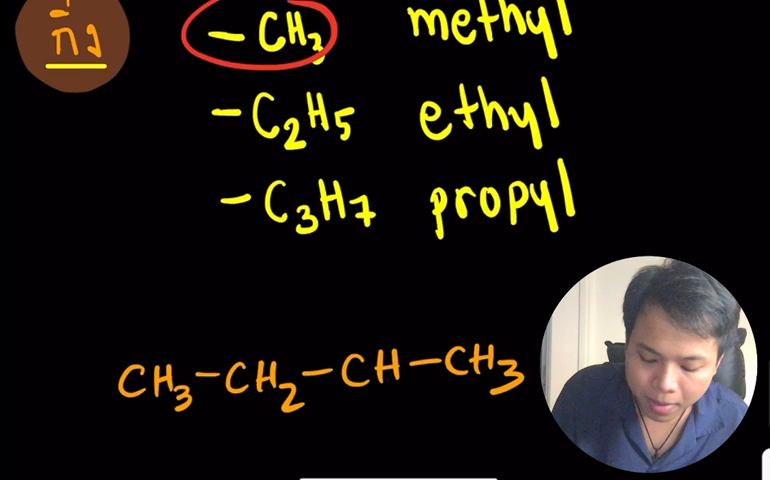 กิ่ง
– CH₃ methyl
– C₂H₅ ethyl
– C₃H₇ propyl
CH₃–CH₂–CH–CH₃